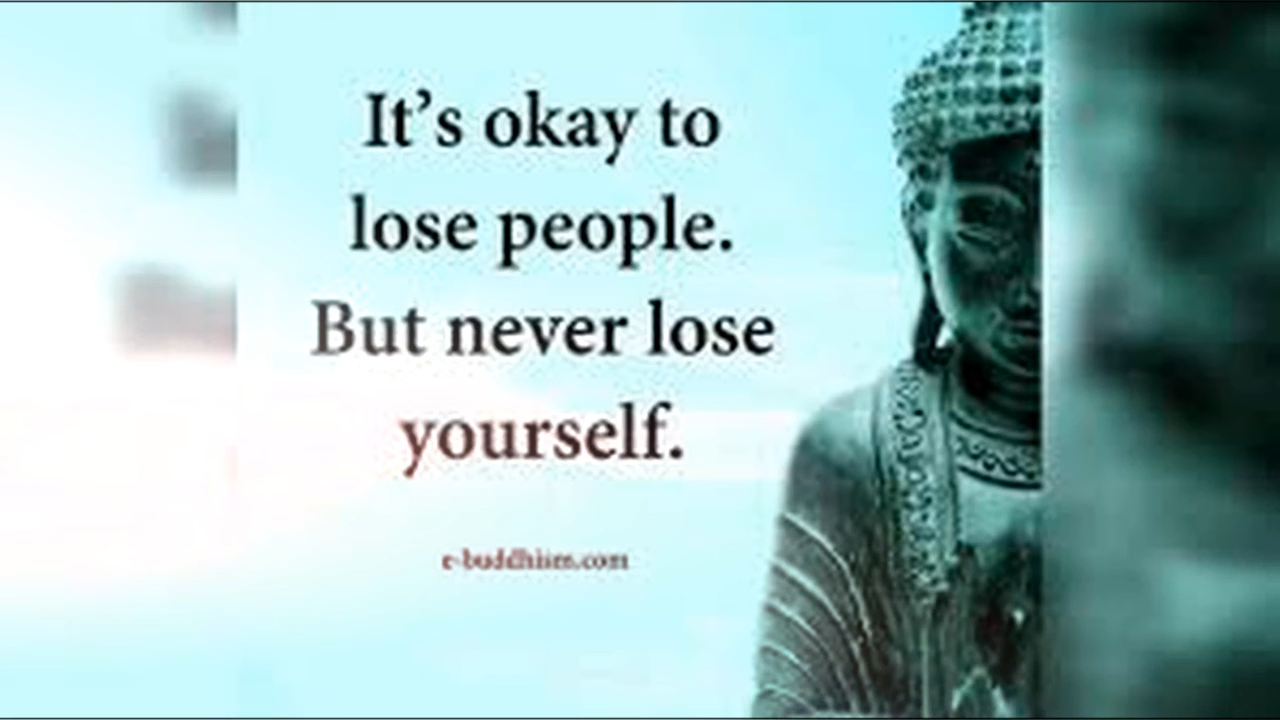 It’s okay to
lose people.
But never lose
yourself.
e-buddhism.com